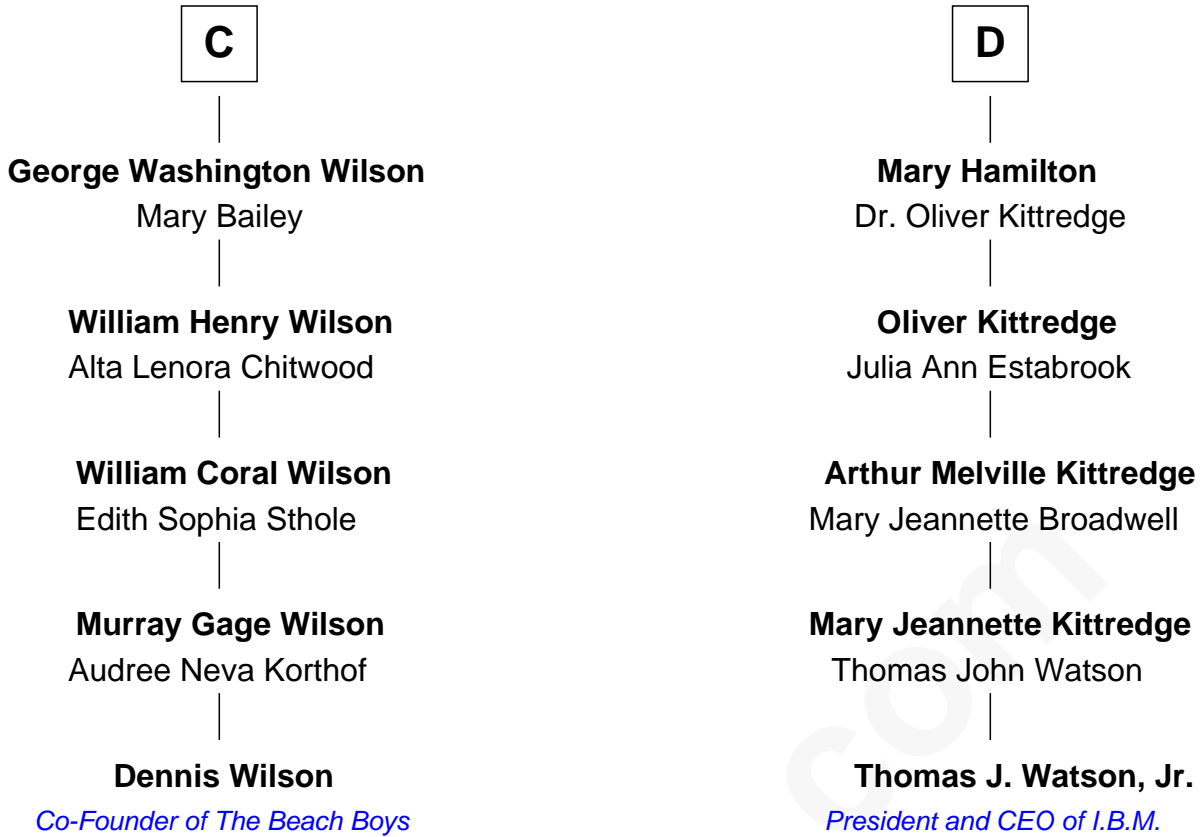 C
George Washington Wilson
Mary Bailey
William Henry Wilson
Alta Lenora Chitwood
William Coral Wilson
Edith Sophia Sthole
Murray Gage Wilson
Audree Neva Korthof
Dennis Wilson
Co-Founder of The Beach Boys
D
Mary Hamilton
Dr. Oliver Kittredge
Oliver Kittredge
Julia Ann Estabrook
Arthur Melville Kittredge
Mary Jeannette Broadwell
Mary Jeannette Kittredge
Thomas John Watson
Thomas J. Watson, Jr.
President and CEO of I.B.M.
com